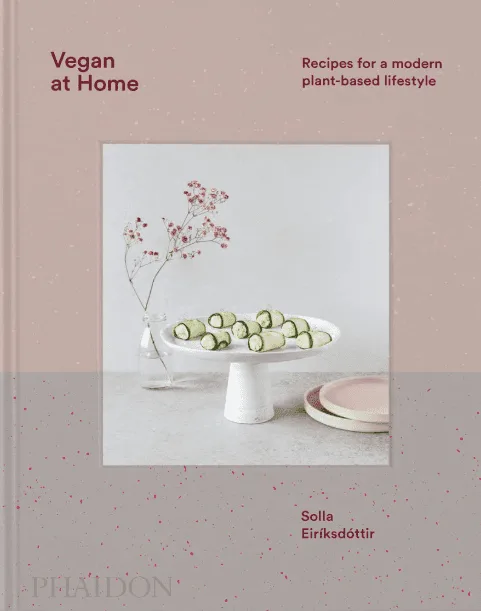 Vegan
at Home
Recipes for a modern
plant-based lifestyle
Solla
Eiríksdóttir
PHAIDON